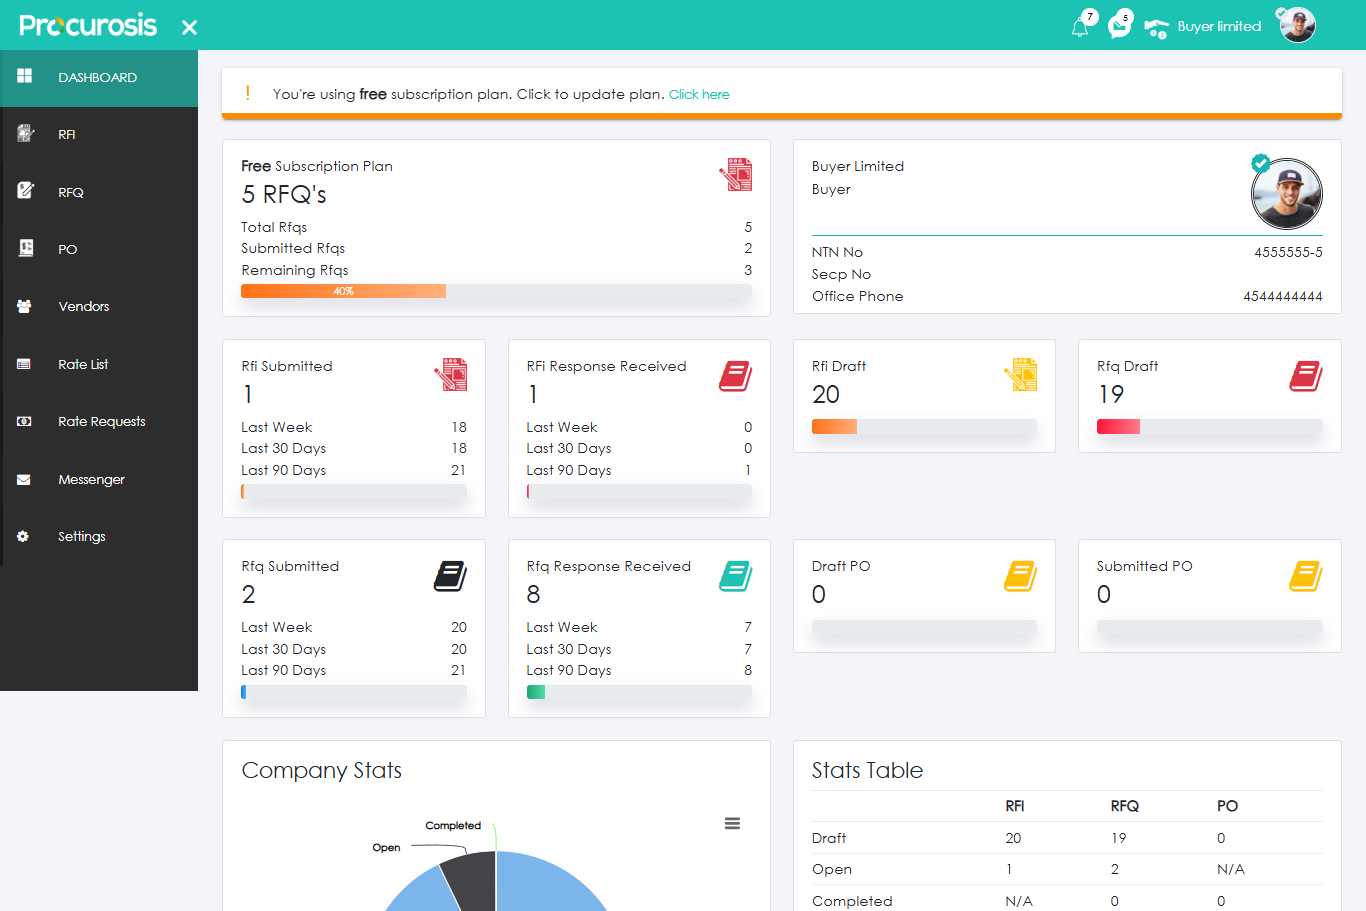 Procurosis
7
5
Buyer limited
DASHBOARD
RFI
RFQ
PO
Vendors
Rate List
Rate Requests
Messenger
Settings
You're using free subscription plan. Click to update plan. Click here
Free Subscription Plan
5 RFQ's
Total Rfqs 5
Submitted Rfqs 2
Remaining Rfqs 3
40%
Buyer Limited
Buyer
NTN No 4555555-5
Secp No
Office Phone 4544444444
Rfi Submitted
1
Last Week 18
Last 30 Days 18
Last 90 Days 21
RFi Response Received
1
Last Week 0
Last 30 Days 0
Last 90 Days 1
Rfi Draft
20
Rfq Draft
19
Rfq Submitted
2
Last Week 20
Last 30 Days 20
Last 90 Days 21
Rfq Response Received
8
Last Week 7
Last 30 Days 7
Last 90 Days 8
Draft PO
0
Submitted PO
0
Company Stats
Completed
Open
Stats Table
RFI RFQ PO
Draft 20 19 0
Open 1 2 N/A
Completed N/A 0 0